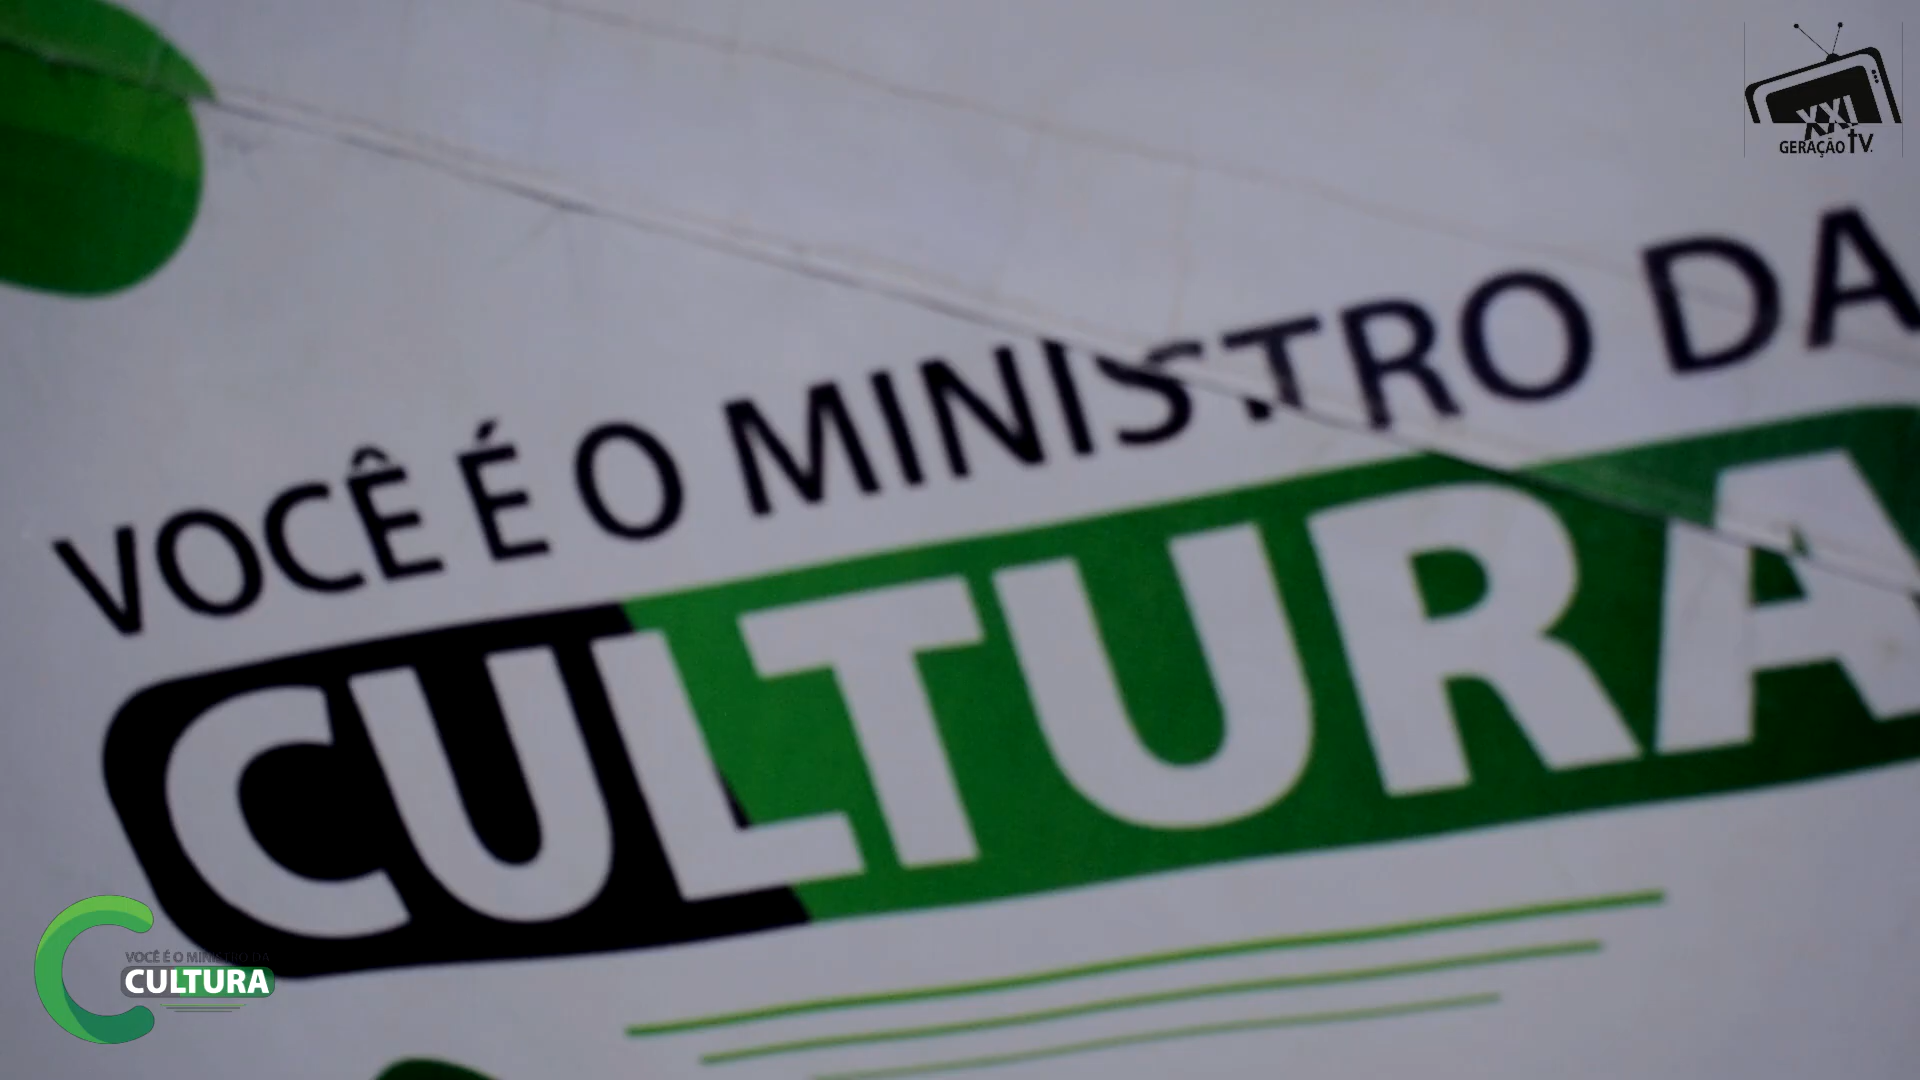 XXI
GERAÇÃO TV.
VOCÊ É O MINISTRO DA
CULTURA
VOCÊ É O MINISTRO DA
CULTURA